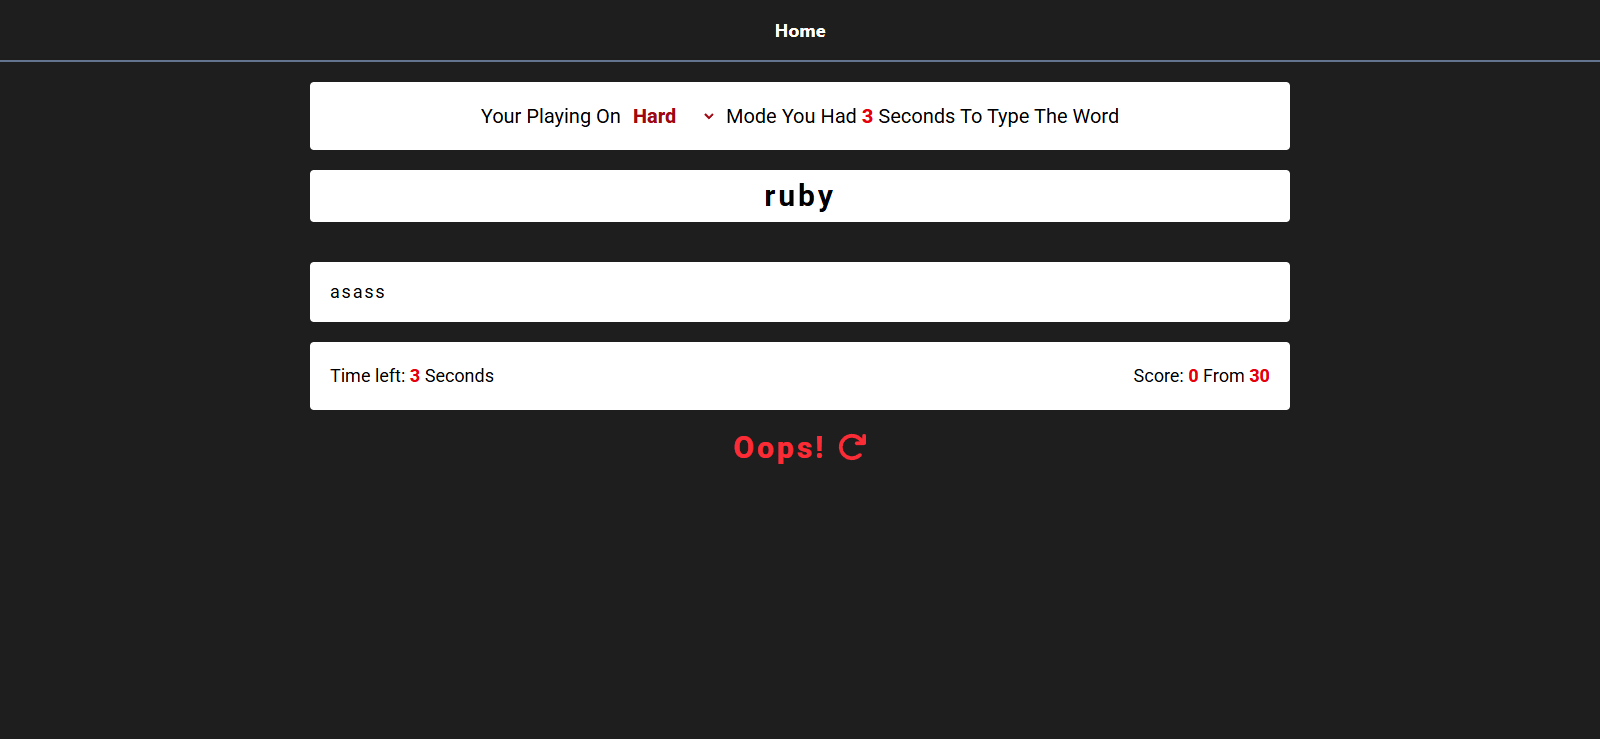 Home
Your Playing On Hard Mode You Had 3 Seconds To Type The Word
ruby
asass
Time left: 3 Seconds
Score: 0 From 30
Oops!